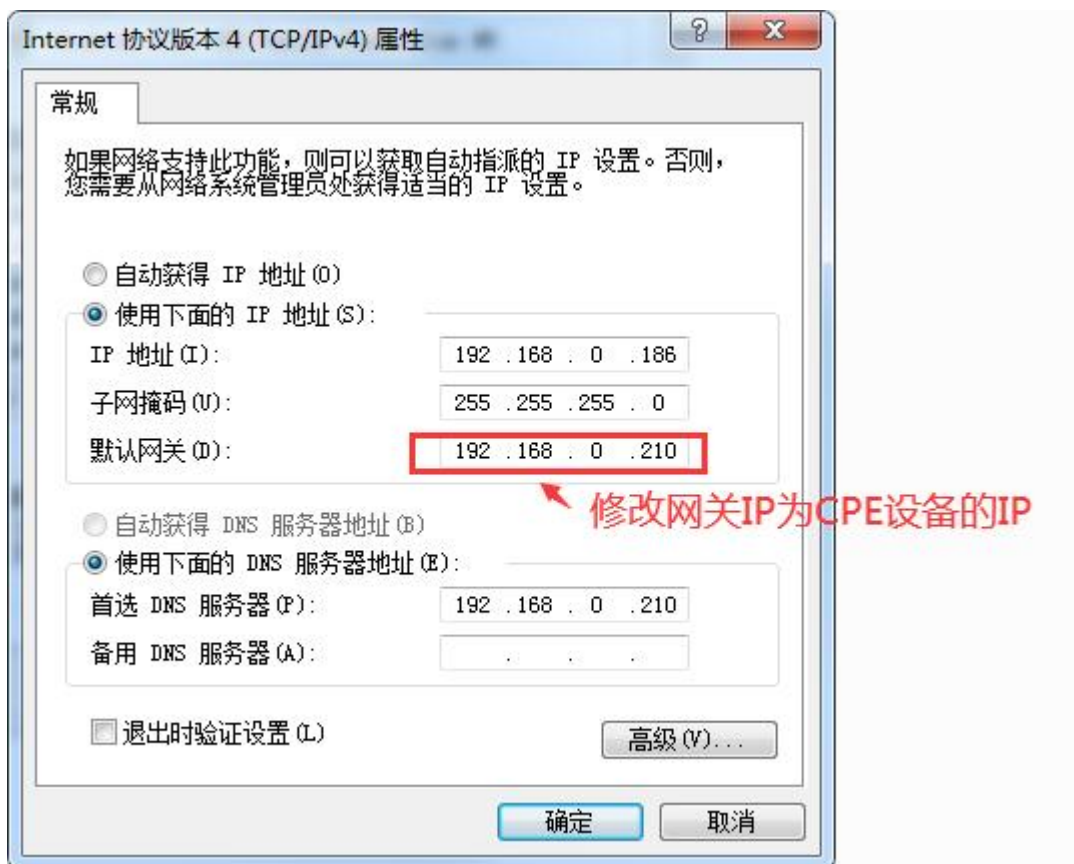 Internet 协议版本 4 (TCP/IPv4) 属性
常规
如果网络支持此功能，则可以获取自动指派的 IP 设置。否则，
您需要从网络系统管理员处获得适当的 IP 设置。
自动获得 IP 地址(O)
使用下面的 IP 地址(S):
IP 地址(I): 192 .168 . 0 .186
子网掩码(U): 255 .255 .255 . 0
默认网关(D): 192 .168 . 0 .210
修改网关IP为CPE设备的IP
自动获得 DNS 服务器地址(B)
使用下面的 DNS 服务器地址(E):
首选 DNS 服务器(P): 192 .168 . 0 .210
备用 DNS 服务器(A): . . .
退出时验证设置(L)
高级(V)...
确定 取消